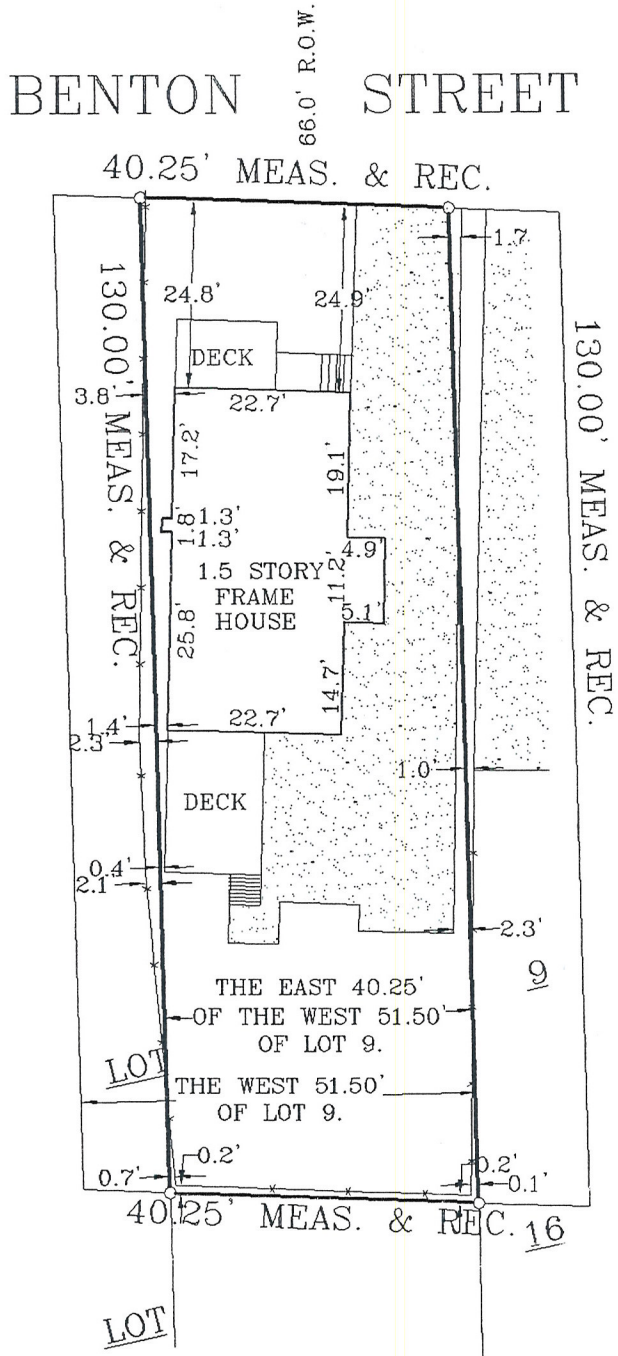 66.0' R.O.W.
BENTON STREET
40.25' MEAS. & REC.
1.7
24.8'
24.9'
130.00' MEAS. & REC.
130.00' MEAS. & REC.
DECK
3.8'
22.7'
17.2'
19.1'
1.8'
1.3'
1.3'
4.9'
1.5 STORY
FRAME
HOUSE
11.2'
5.1'
25.8'
14.7'
1.4'
22.7'
2.3'
1.0'
DECK
0.4'
2.1'
2.3'
9
THE EAST 40.25'
OF THE WEST 51.50'
OF LOT 9.
LOT
THE WEST 51.50'
OF LOT 9.
0.2'
0.2'
0.7'
0.1'
40.25' MEAS. & REC.
16
LOT